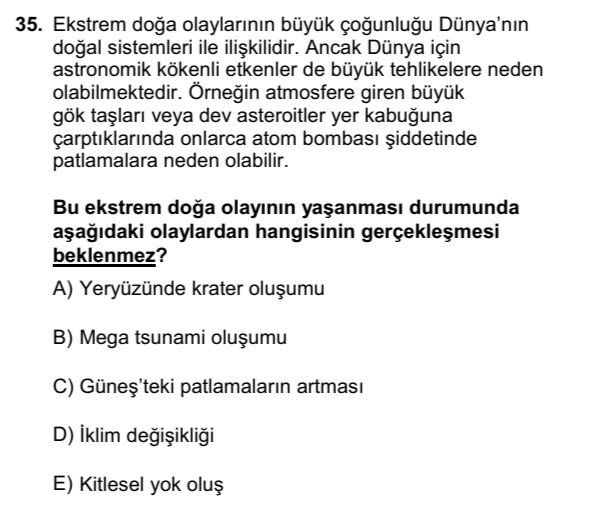 35. Ekstrem doğa olaylarının büyük çoğunluğu Dünya'nın
doğal sistemleri ile ilişkilidir. Ancak Dünya için
astronomik kökenli etkenler de büyük tehlikelere neden
olabilmektedir. Örneğin atmosfere giren büyük
gök taşları veya dev asteroitler yer kabuğuna
çarptıklarında onlarca atom bombası şiddetinde
patlamalara neden olabilir.
Bu ekstrem doğa olayının yaşanması durumunda
aşağıdaki olaylardan hangisinin gerçekleşmesi
beklenmez?
A) Yeryüzünde krater oluşumu
B) Mega tsunami oluşumu
C) Güneş'teki patlamaların artması
D) İklim değişikliği
E) Kitlesel yok oluş